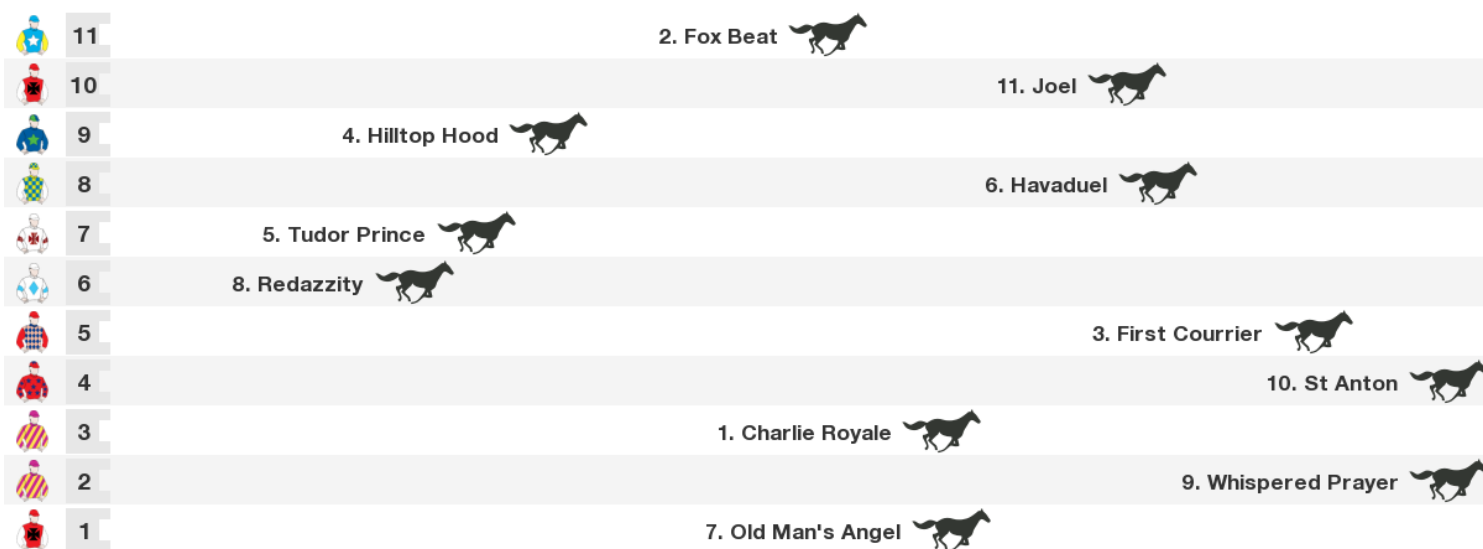 11 2. Fox Beat
10 11. Joel
9 4. Hilltop Hood
8 6. Havaduel
7 5. Tudor Prince
6 8. Redazzity
5 3. First Courrier
4 10. St Anton
3 1. Charlie Royale
2 9. Whispered Prayer
1 7. Old Man's Angel